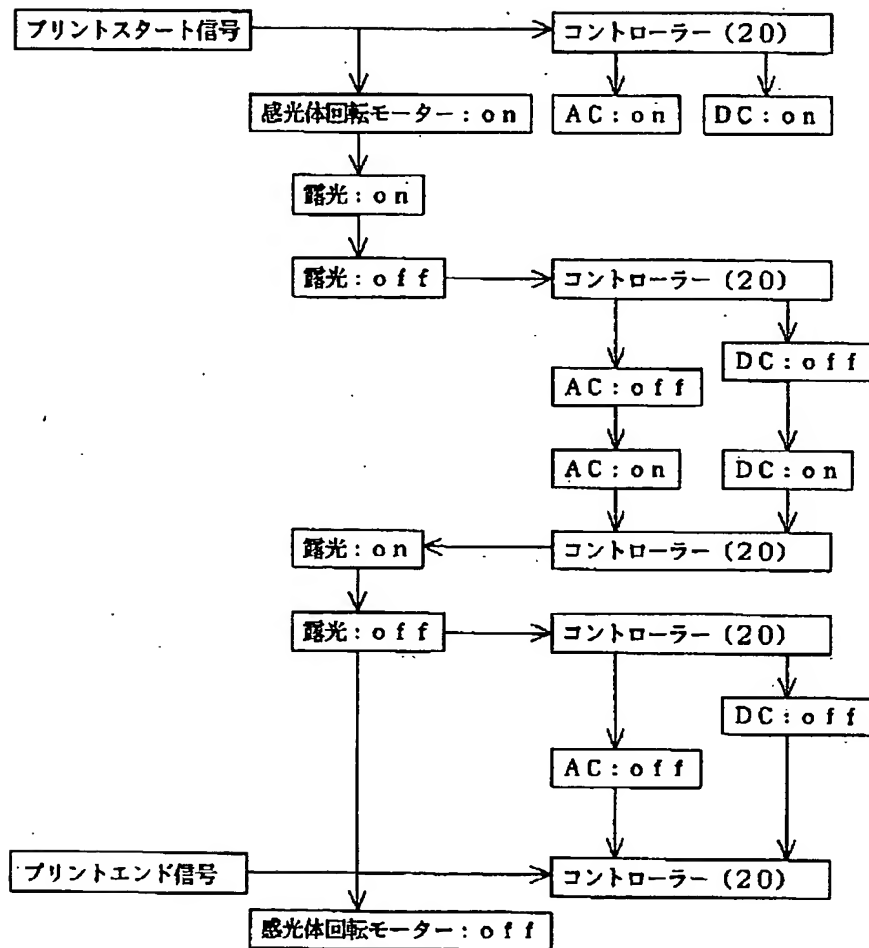 プリントスタート信号
コントローラー(20)
感光体回転モーター:on
AC:on
DC:on
露光:on
露光:off
コントローラー(20)
DC:off
AC:off
AC:on
DC:on
露光:on
コントローラー(20)
露光:off
コントローラー(20)
DC:off
AC:off
プリントエンド信号
コントローラー(20)
感光体回転モーター:off